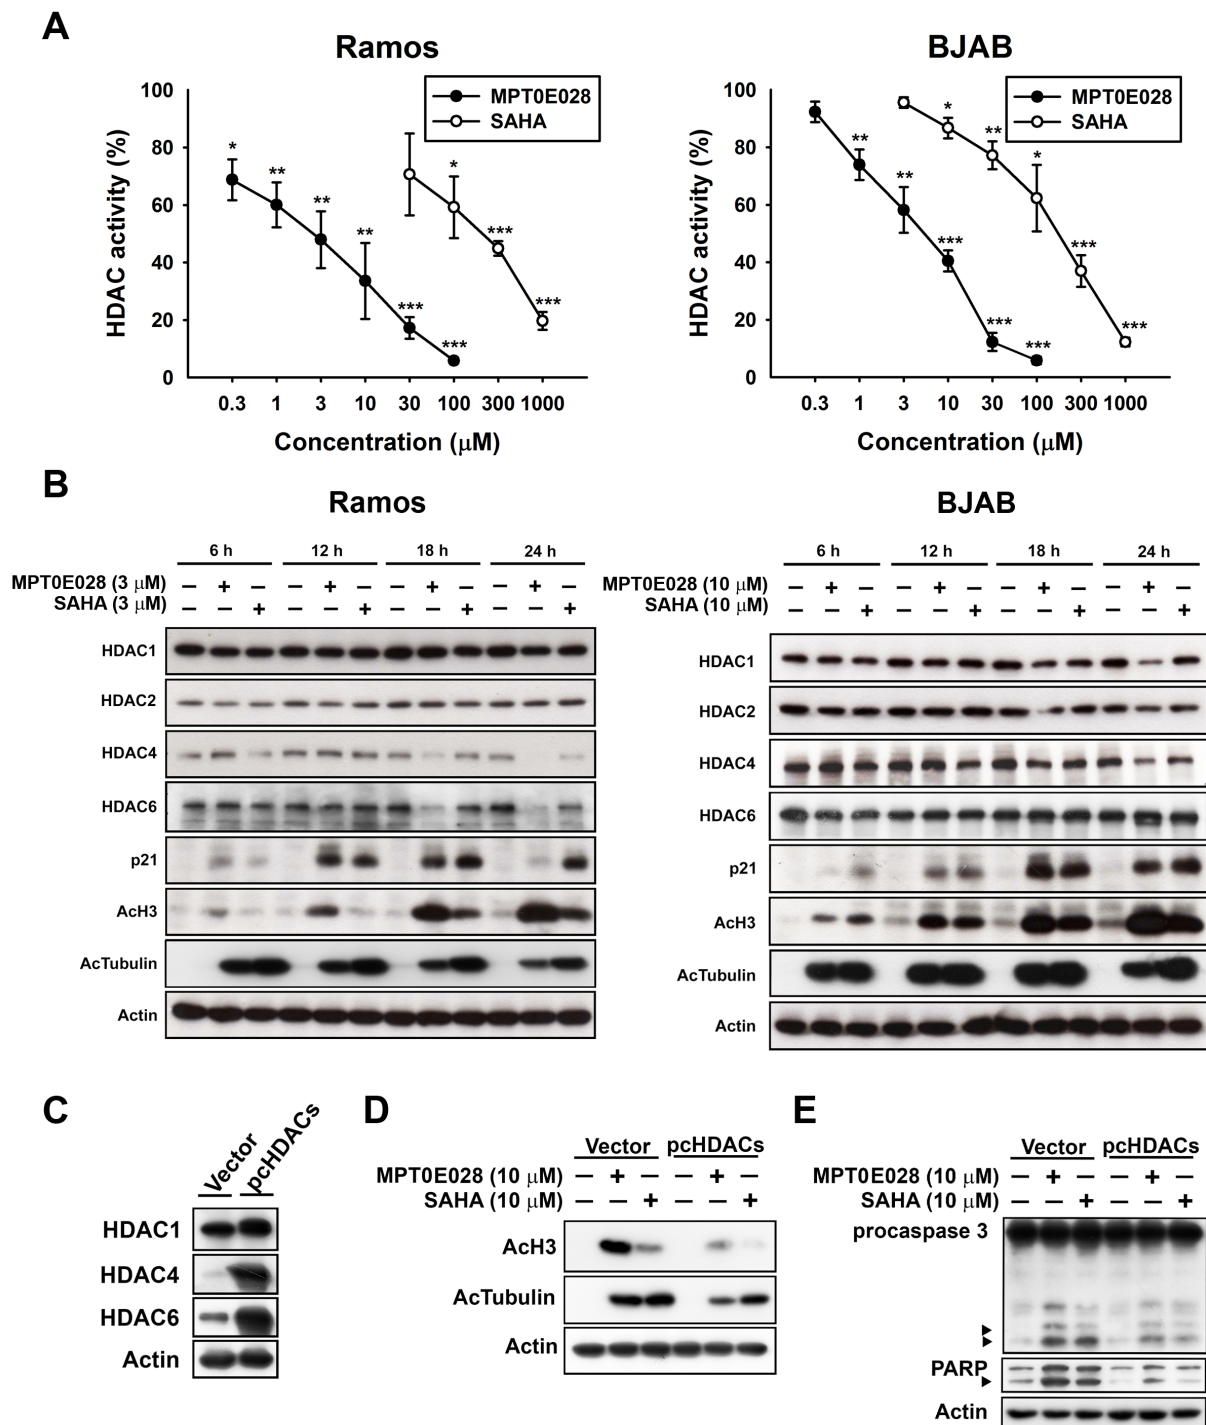 A
Ramos
BJAB
MPT0E028
SAHA
MPT0E028
SAHA
HDAC activity (%)
100
80
60
40
20
0
* ** ** ** *** ***
* *** ***
0.3 1 3 10 30 100 300 1000
Concentration (μM)
HDAC activity (%)
100
80
60
40
20
0
** ** *** *** ***
* ** * *** ***
0.3 1 3 10 30 100 300 1000
Concentration (μM)
B
Ramos
6 h 12 h 18 h 24 h
MPT0E028 (3 μM) – + – – + – – + – – + –
SAHA (3 μM) – – + – – + – – + – – +
HDAC1
HDAC2
HDAC4
HDAC6
p21
AcH3
AcTubulin
Actin
BJAB
6 h 12 h 18 h 24 h
MPT0E028 (10 μM) – + – – + – – + – – + –
SAHA (10 μM) – – + – – + – – + – – +
HDAC1
HDAC2
HDAC4
HDAC6
p21
AcH3
AcTubulin
Actin
C
Vector pcHDACs
HDAC1
HDAC4
HDAC6
Actin
D
Vector pcHDACs
MPT0E028 (10 μM) – + – – + –
SAHA (10 μM) – – + – – +
AcH3
AcTubulin
Actin
E
Vector pcHDACs
MPT0E028 (10 μM) – + – – + –
SAHA (10 μM) – – + – – +
procaspase 3
PARP
Actin